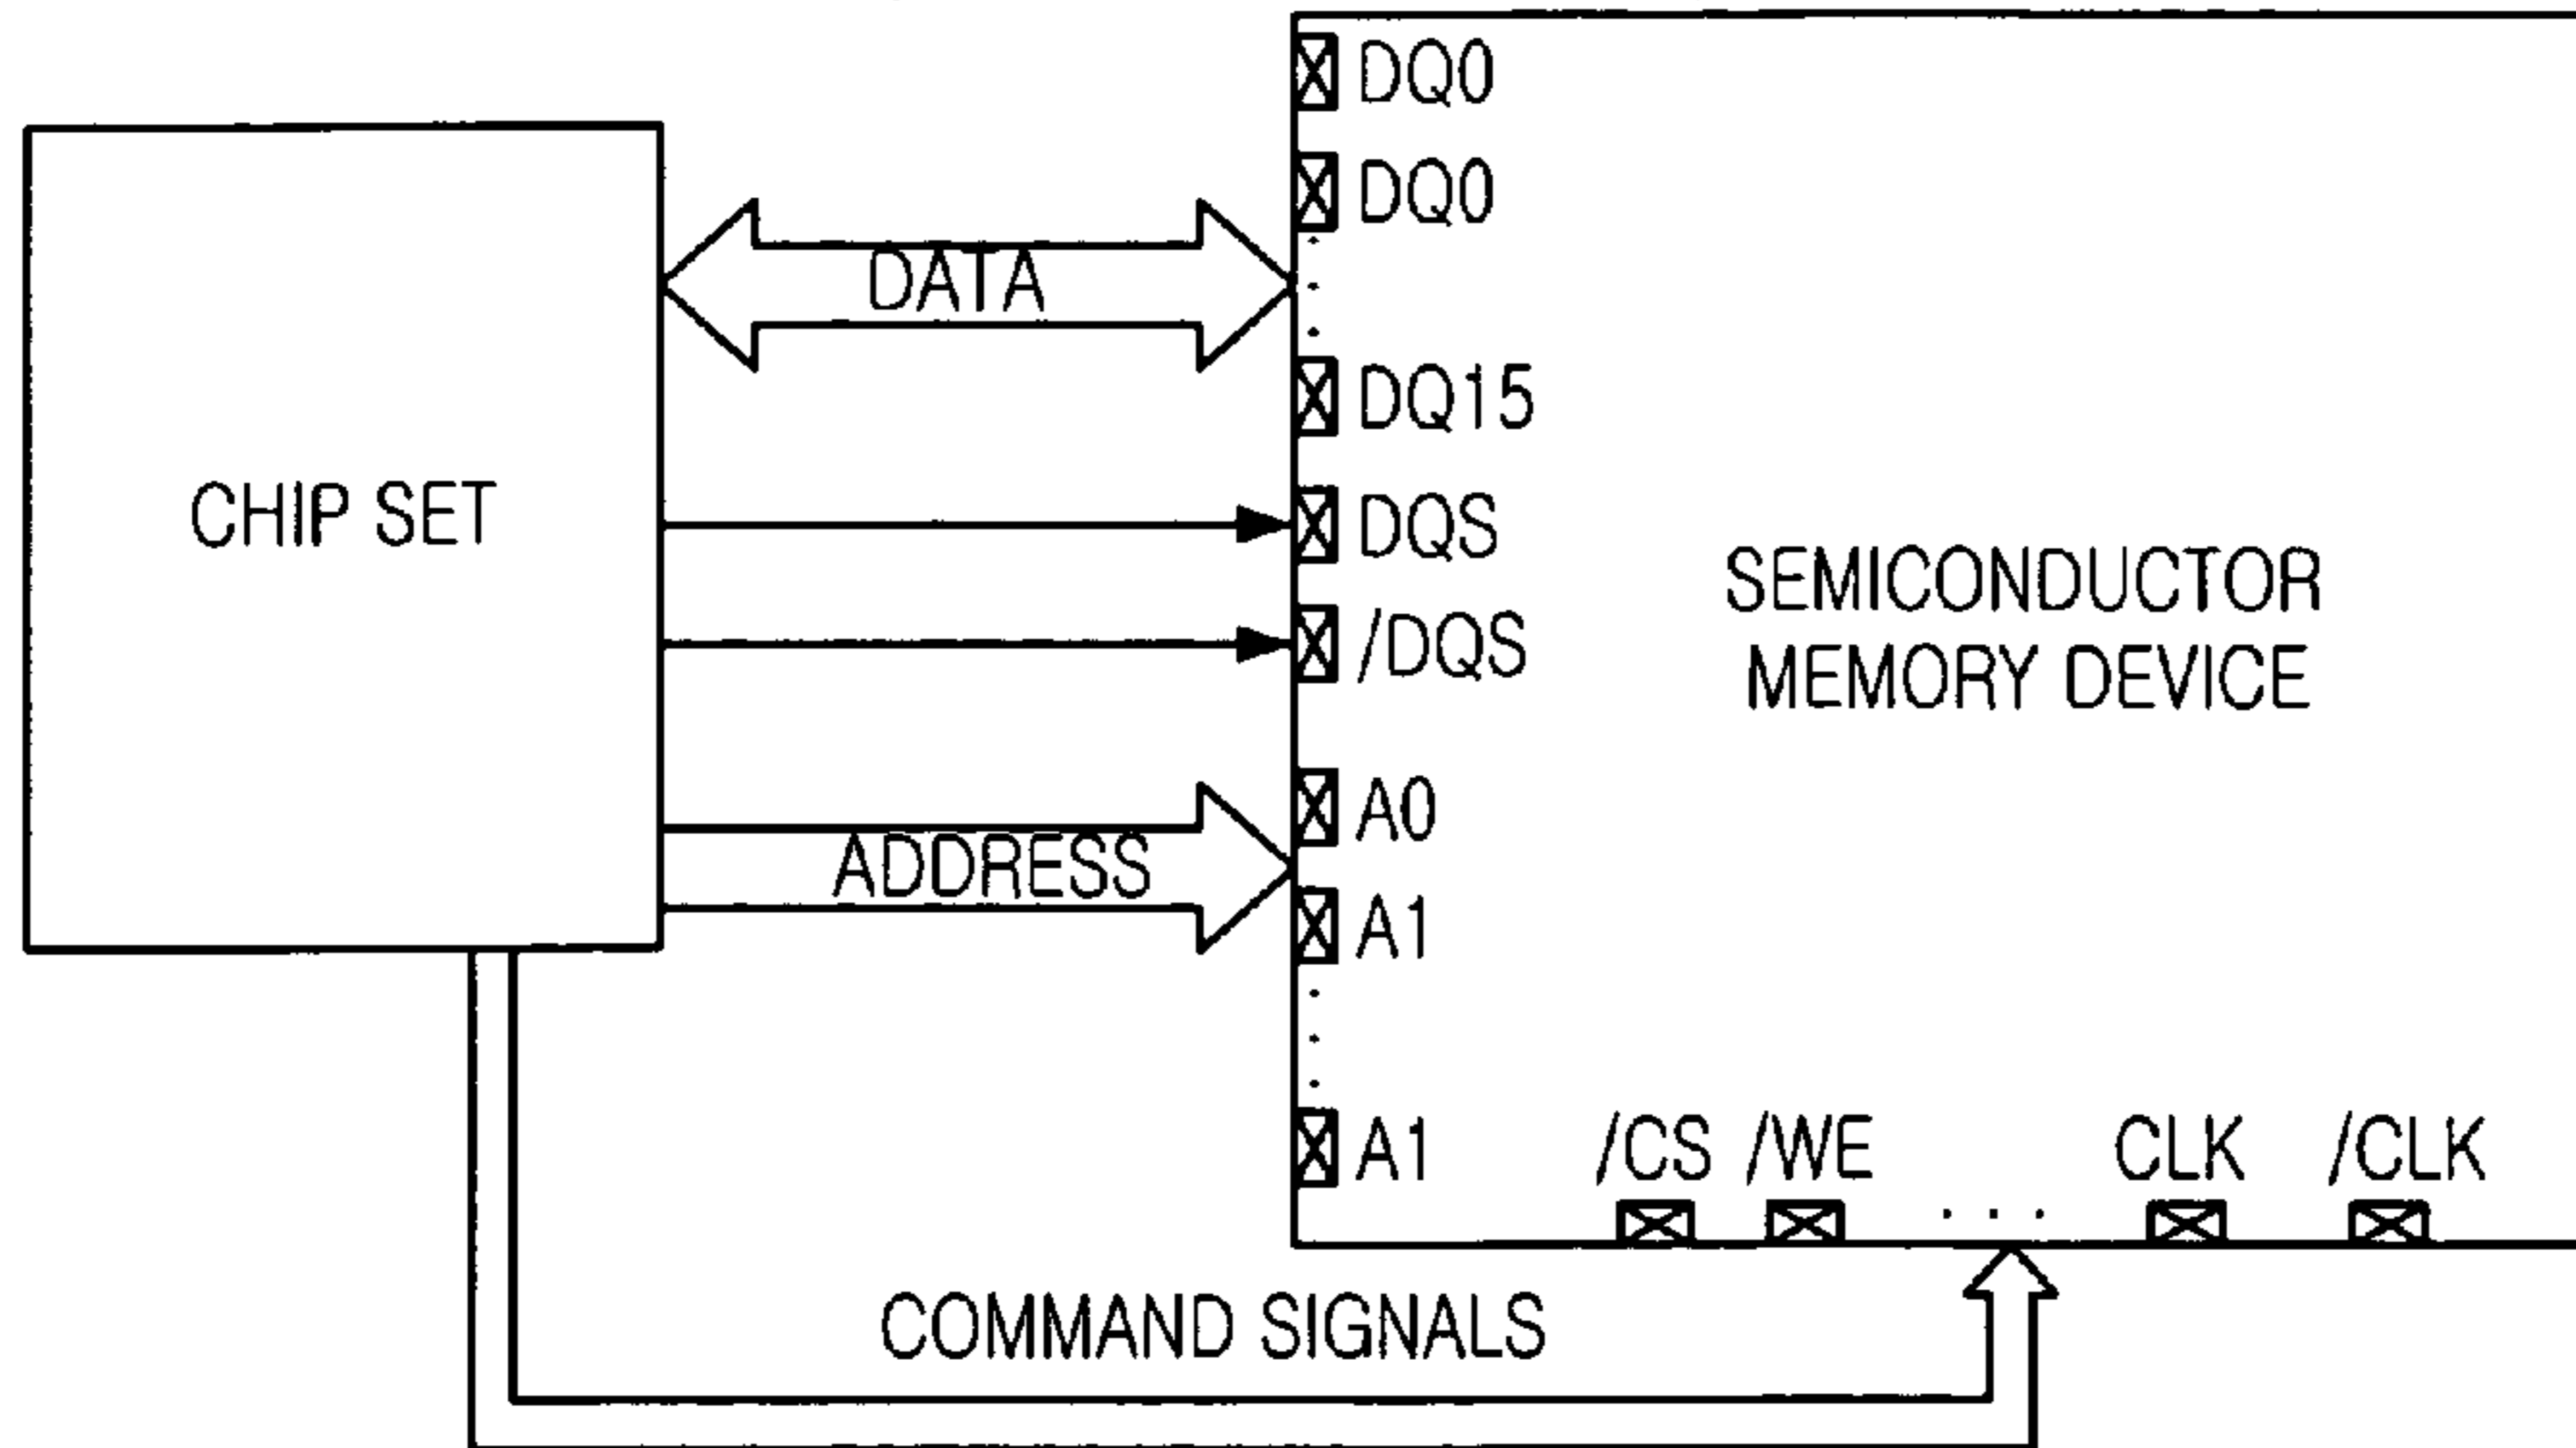 DQ0
DQ0
DATA
DQ15
CHIP SET
DQS
/DQS
SEMICONDUCTOR
MEMORY DEVICE
A0
ADDRESS
A1
A1
/CS /WE . . . CLK /CLK
COMMAND SIGNALS